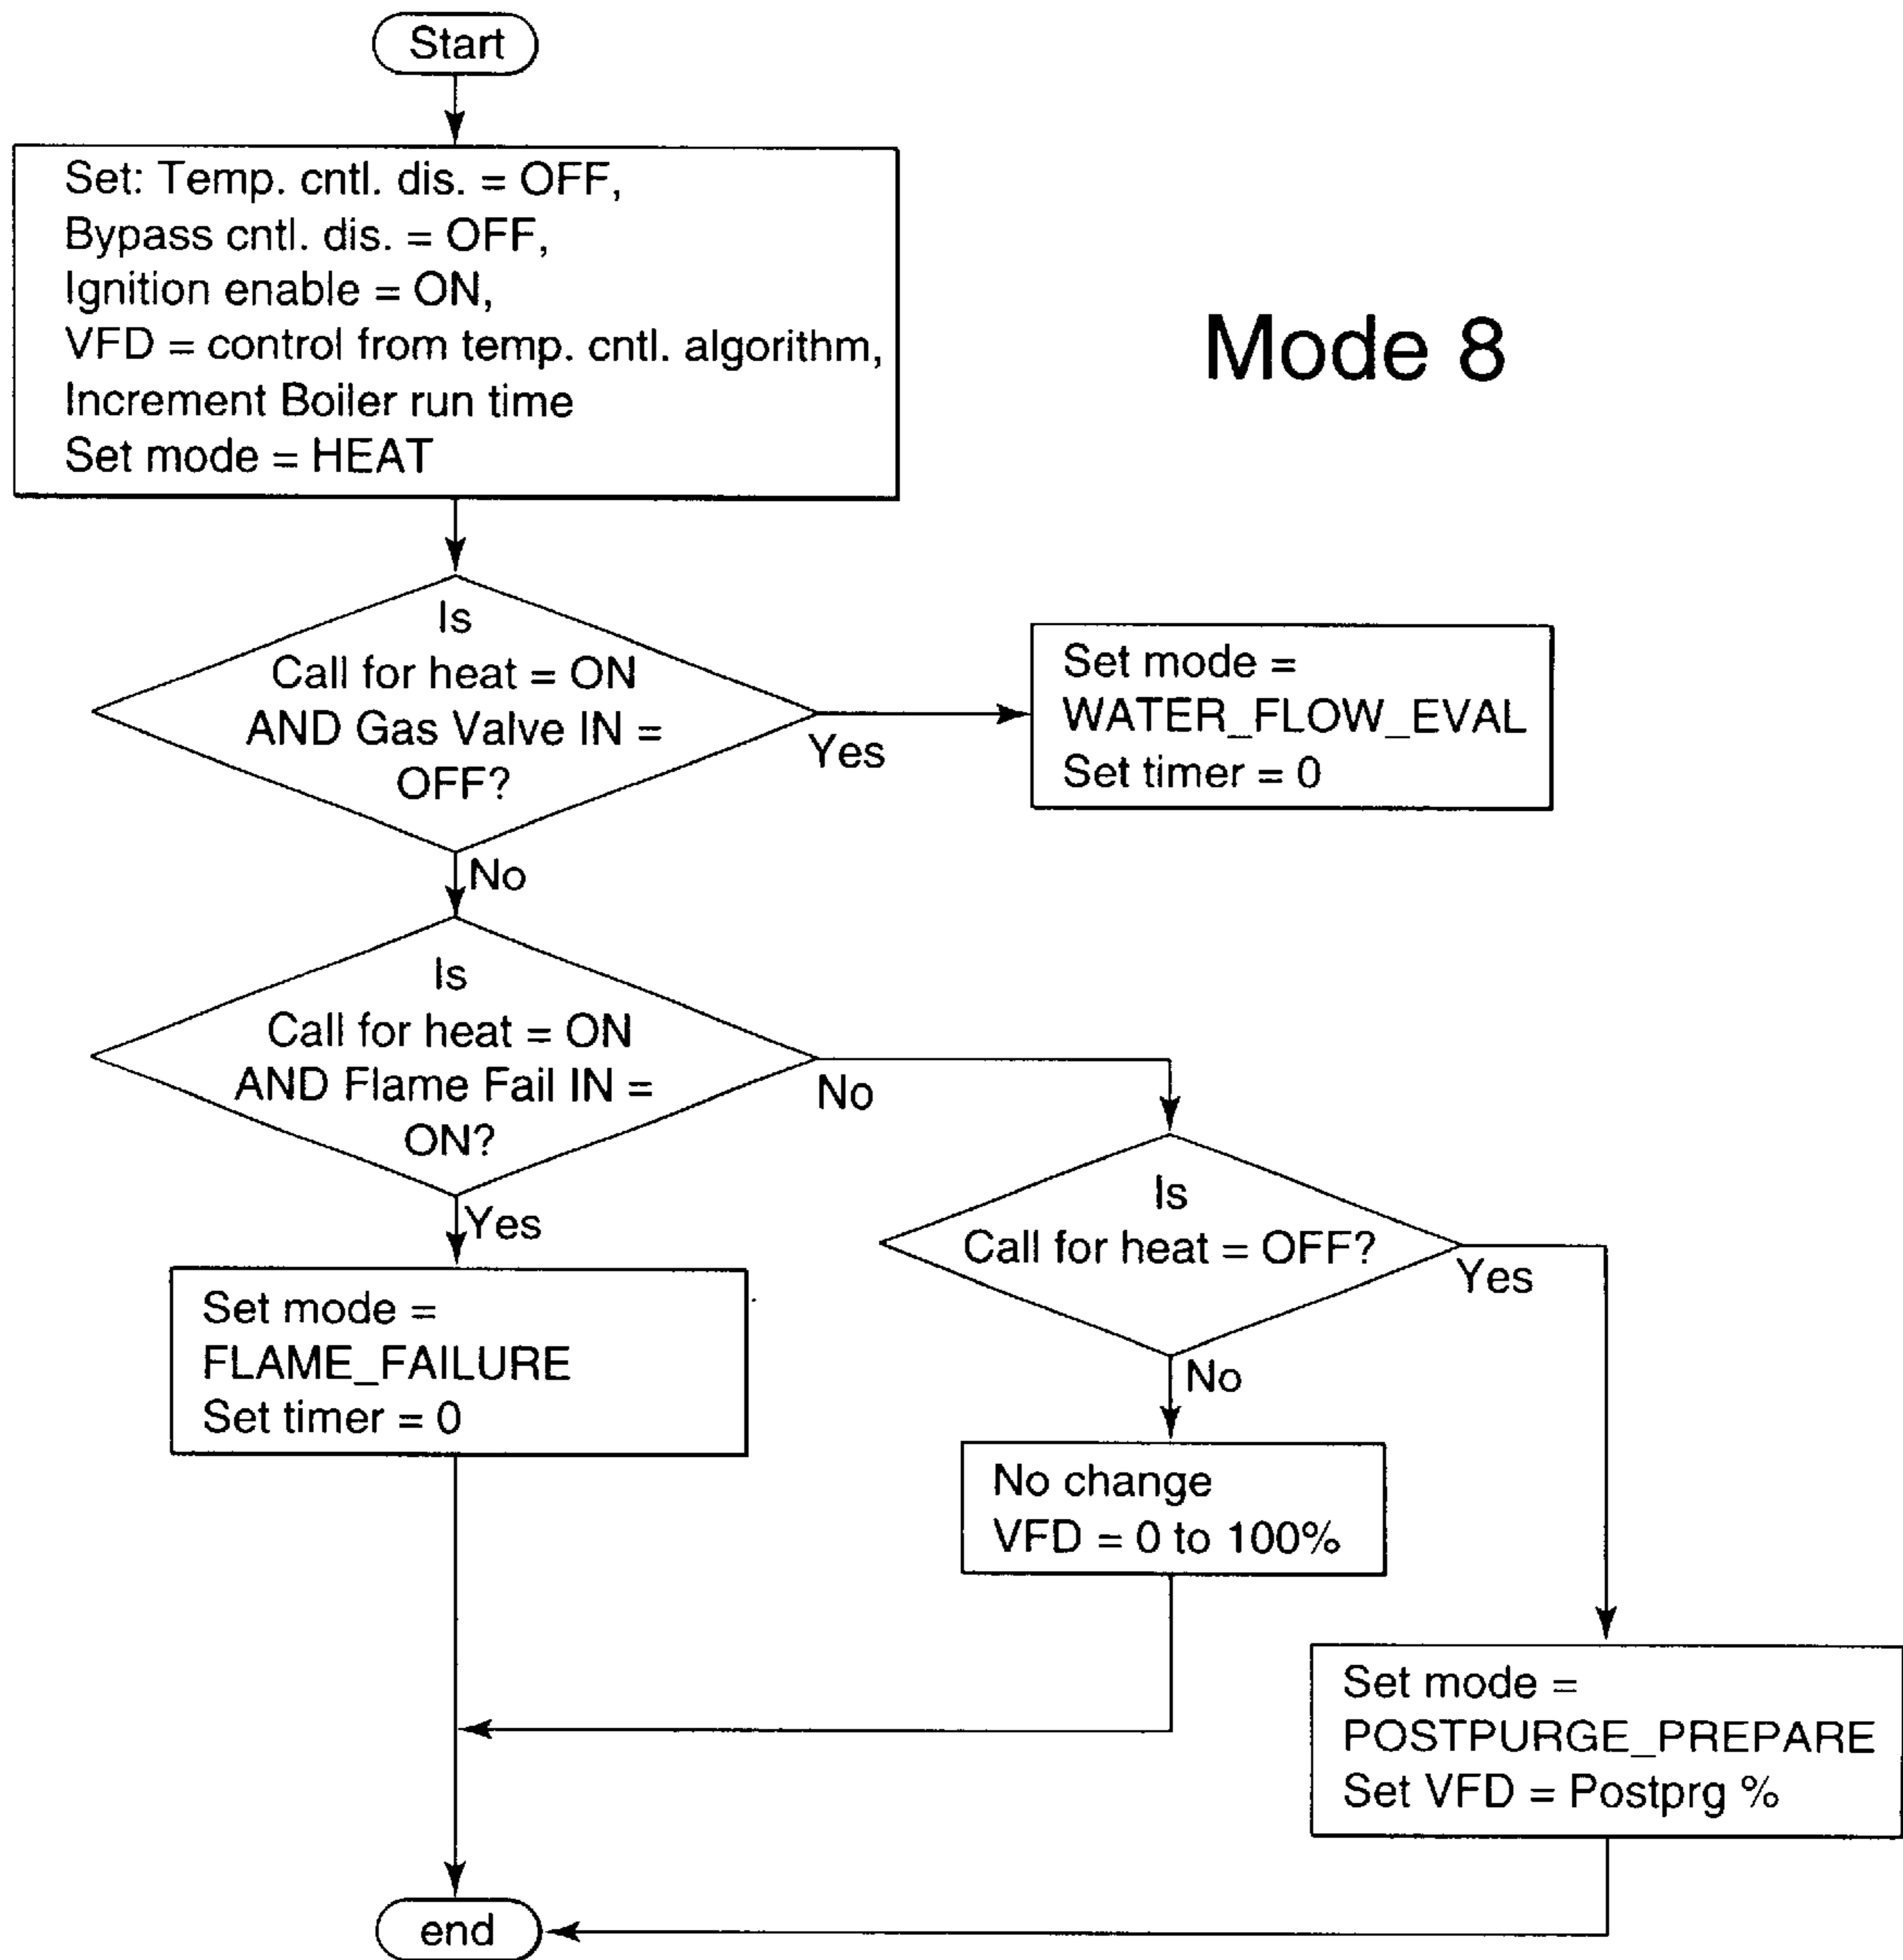 Start
Set: Temp. cntl. dis. = OFF,
Bypass cntl. dis. = OFF,
Ignition enable = ON,
VFD = control from temp. cntl. algorithm,
Increment Boiler run time
Set mode = HEAT
Mode 8
Is
Call for heat = ON
AND Gas Valve IN =
OFF?
Yes
Set mode =
WATER_FLOW_EVAL
Set timer = 0
No
Is
Call for heat = ON
AND Flame Fail IN =
ON?
No
Yes
Is
Call for heat = OFF?
Yes
Set mode =
FLAME_FAILURE
Set timer = 0
No
No change
VFD = 0 to 100%
Set mode =
POSTPURGE_PREPARE
Set VFD = Postprg %
end